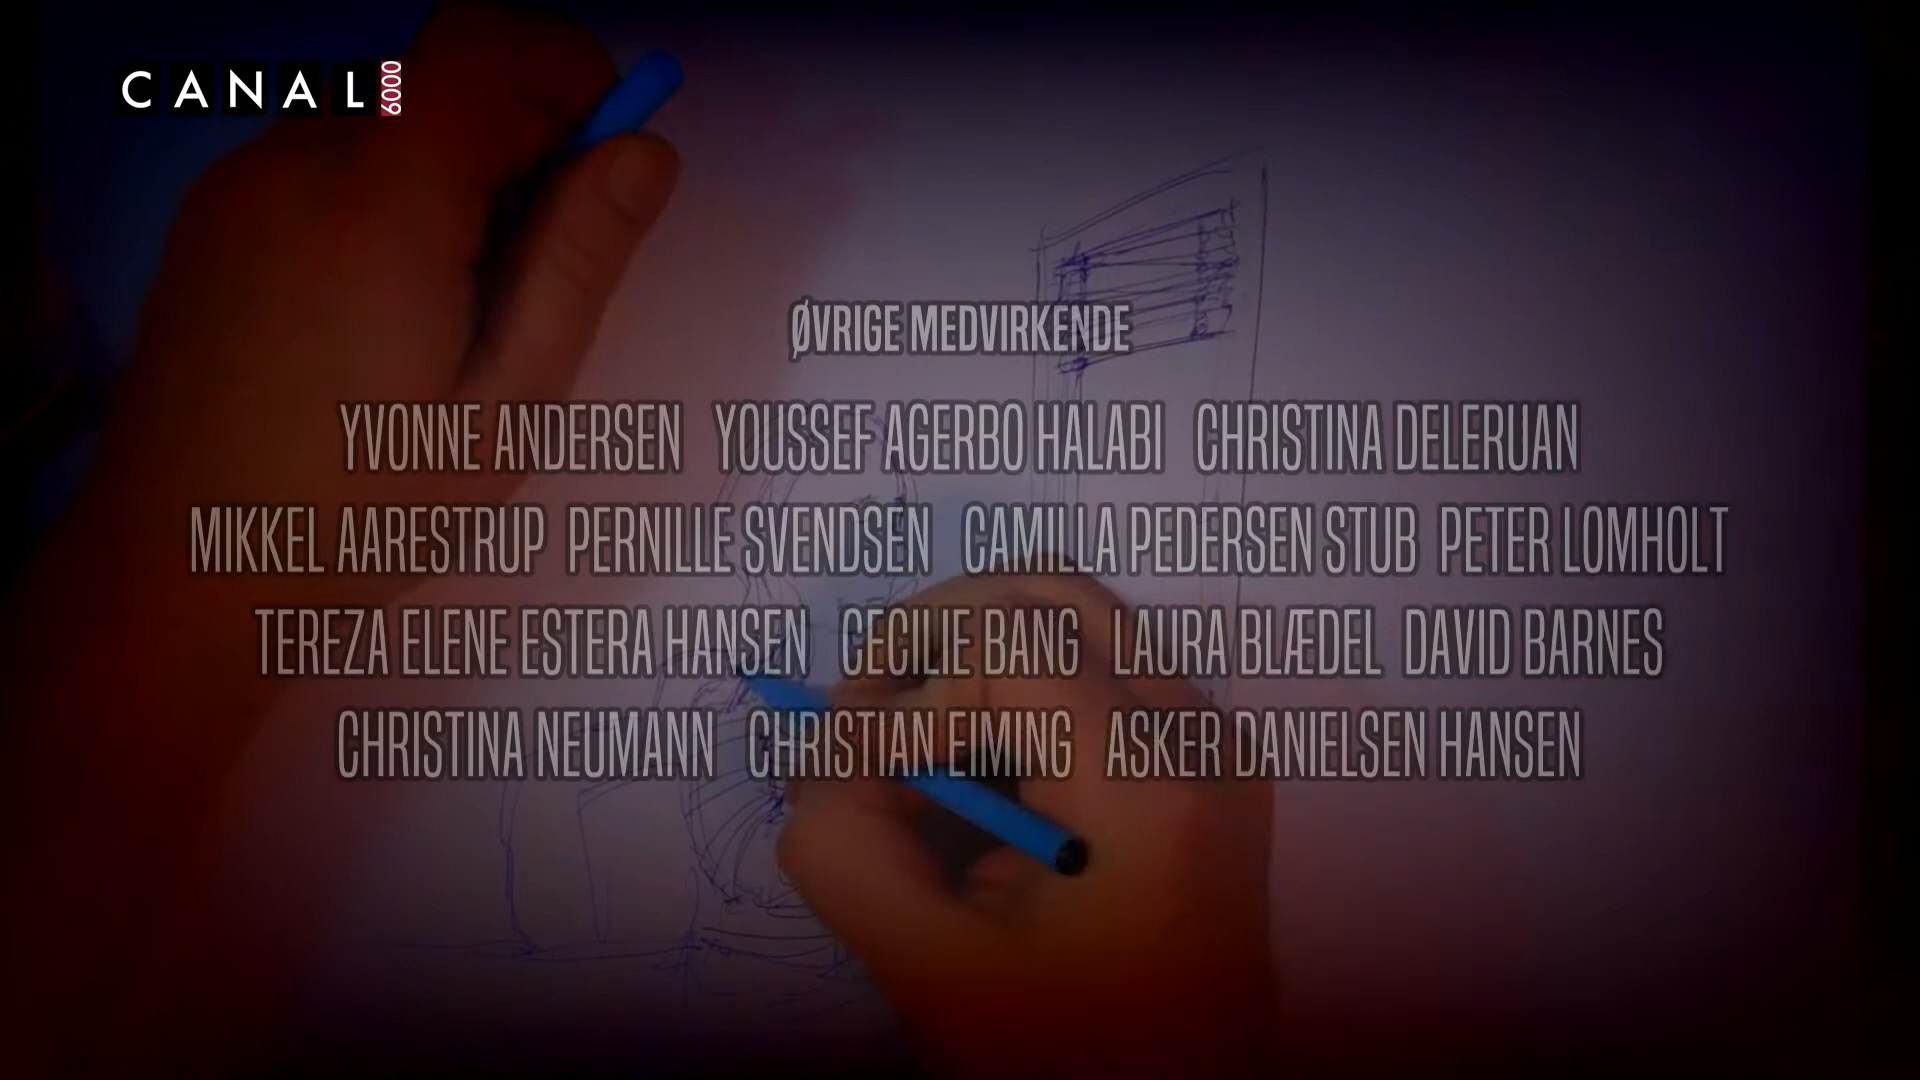 CANAL 6000
ØVRIGE MEDVIRKENDE
YVONNE ANDERSEN YOUSSEF AGERBO HALABI CHRISTINA DELERUAN
MIKKEL AARESTRUP PERNILLE SVENDSEN CAMILLA PEDERSEN STUB PETER LOMHOLT
TEREZA ELENE ESTERA HANSEN CECILIE BANG LAURA BLÆDEL DAVID BARNES
CHRISTINA NEUMANN CHRISTIAN EIMING ASKER DANIELSEN HANSEN